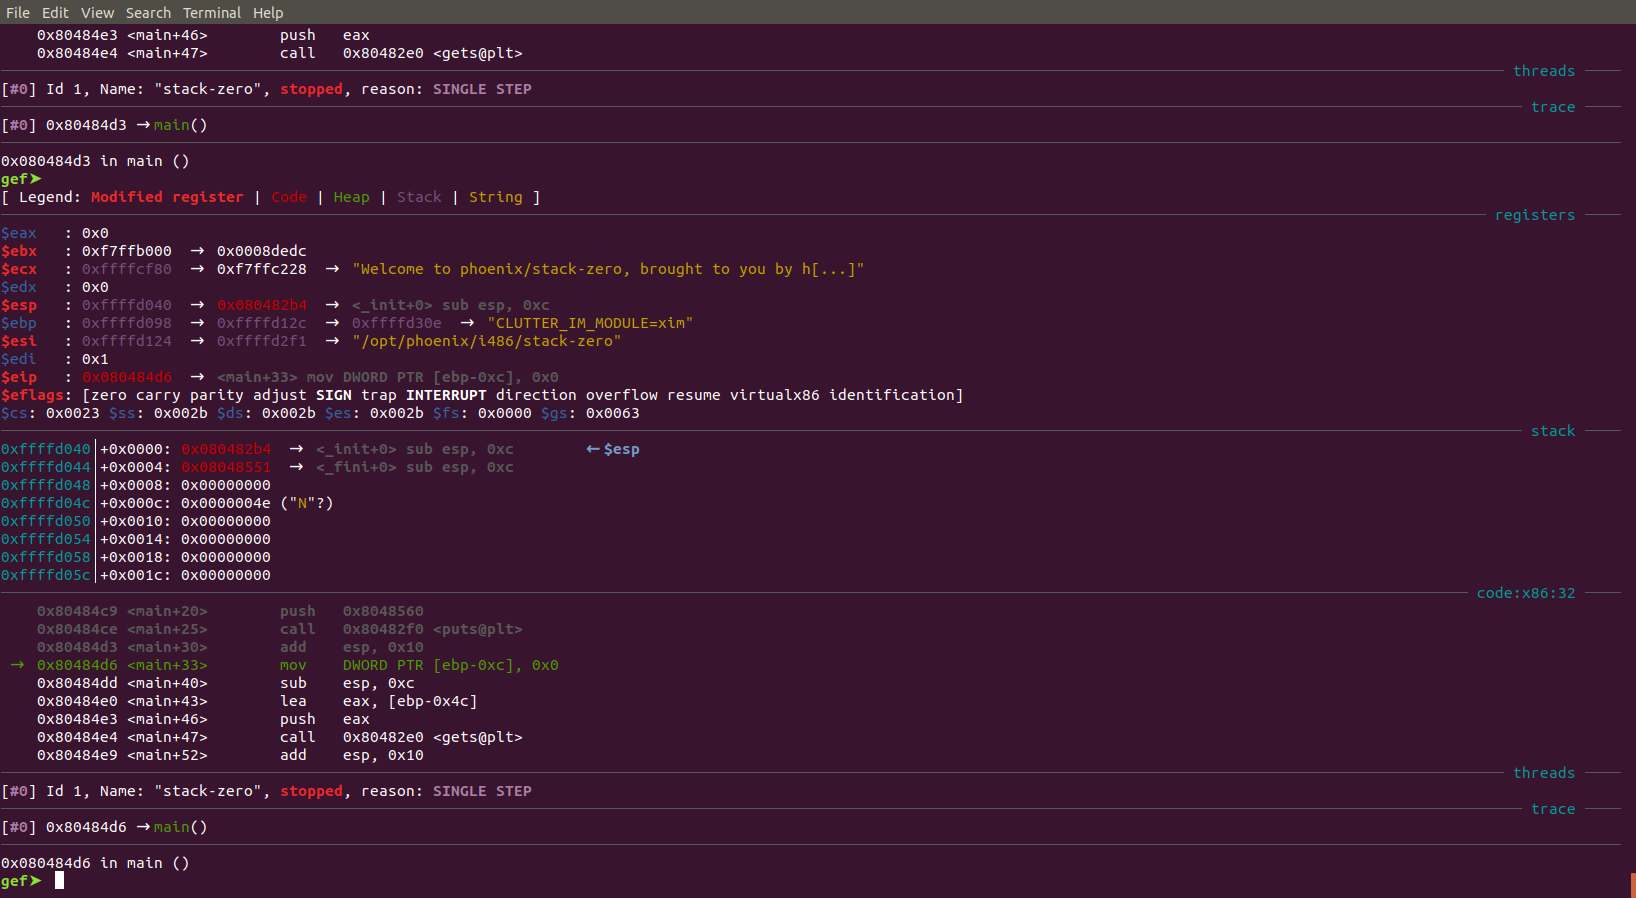 File Edit View Search Terminal Help
0x80484e3 <main+46> push eax
0x80484e4 <main+47> call 0x80482e0 <gets@plt>
threads
[#0] Id 1, Name: "stack-zero", stopped, reason: SINGLE STEP
trace
[#0] 0x80484d3 → main()
0x080484d3 in main ()
gef➤
[ Legend: Modified register | Code | Heap | Stack | String ]
registers
$eax : 0x0
$ebx : 0xf7ffb000 → 0x0008dedc
$ecx : 0xffffcf80 → 0xf7ffc228 → "Welcome to phoenix/stack-zero, brought to you by h[...]"
$edx : 0x0
$esp : 0xffffd040 → 0x080482b4 → <_init+0> sub esp, 0xc
$ebp : 0xffffd098 → 0xffffd12c → 0xffffd30e → "CLUTTER_IM_MODULE=xim"
$esi : 0xffffd124 → 0xffffd2f1 → "/opt/phoenix/i486/stack-zero"
$edi : 0x1
$eip : 0x080484d6 → <main+33> mov DWORD PTR [ebp-0xc], 0x0
$eflags: [zero carry parity adjust SIGN trap INTERRUPT direction overflow resume virtualx86 identification]
$cs: 0x0023 $ss: 0x002b $ds: 0x002b $es: 0x002b $fs: 0x0000 $gs: 0x0063
stack
0xffffd040│+0x0000: 0x080482b4 → <_init+0> sub esp, 0xc ← $esp
0xffffd044│+0x0004: 0x08048551 → <_fini+0> sub esp, 0xc
0xffffd048│+0x0008: 0x00000000
0xffffd04c│+0x000c: 0x0000004e ("N"?)
0xffffd050│+0x0010: 0x00000000
0xffffd054│+0x0014: 0x00000000
0xffffd058│+0x0018: 0x00000000
0xffffd05c│+0x001c: 0x00000000
code:x86:32
0x80484c9 <main+20> push 0x8048560
0x80484ce <main+25> call 0x80482f0 <puts@plt>
0x80484d3 <main+30> add esp, 0x10
→ 0x80484d6 <main+33> mov DWORD PTR [ebp-0xc], 0x0
0x80484dd <main+40> sub esp, 0xc
0x80484e0 <main+43> lea eax, [ebp-0x4c]
0x80484e3 <main+46> push eax
0x80484e4 <main+47> call 0x80482e0 <gets@plt>
0x80484e9 <main+52> add esp, 0x10
threads
[#0] Id 1, Name: "stack-zero", stopped, reason: SINGLE STEP
trace
[#0] 0x80484d6 → main()
0x080484d6 in main ()
gef➤